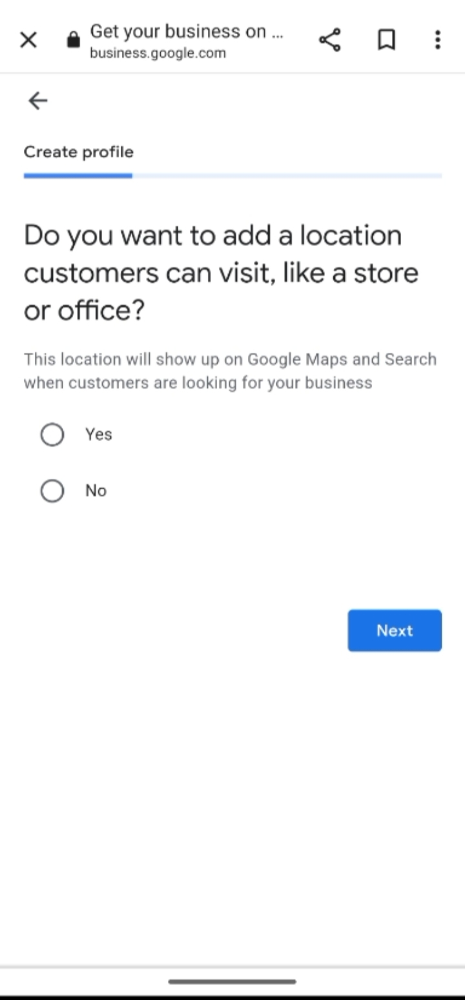 Get your business on ...
business.google.com
Create profile
Do you want to add a location
customers can visit, like a store
or office?
This location will show up on Google Maps and Search
when customers are looking for your business
Yes
No
Next